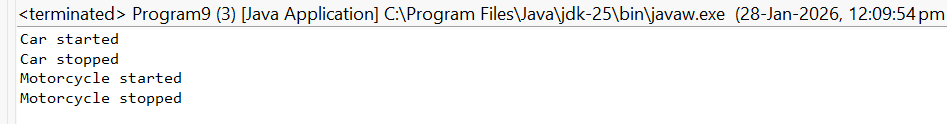 <terminated> Program9 (3) [Java Application] C:\Program Files\Java\jdk-25\bin\javaw.exe (28-Jan-2026, 12:09:54 pm
Car started
Car stopped
Motorcycle started
Motorcycle stopped